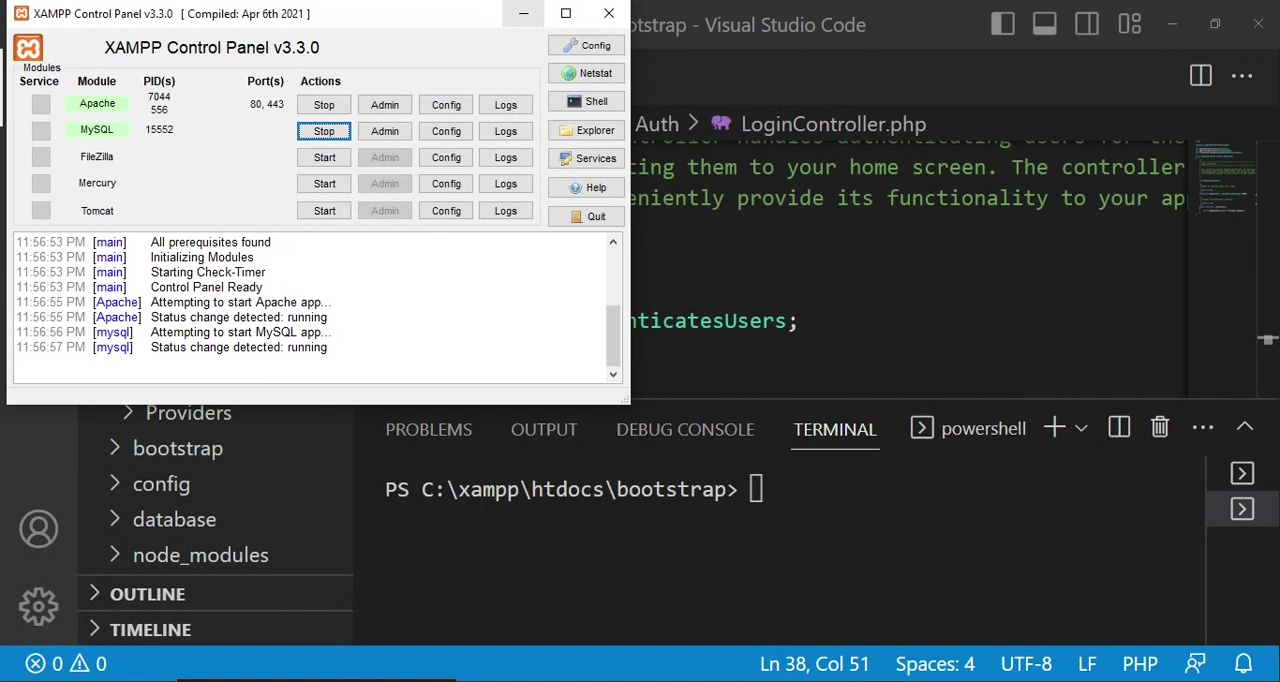 XAMPP Control Panel v3.3.0 [ Compiled: Apr 6th 2021 ]
otstrap - Visual Studio Code
XAMPP Control Panel v3.3.0
Config
Modules
Service Module PID(s) Port(s) Actions
Netstat
Apache 7044 556 80, 443 Stop Admin Config Logs
Shell
MySQL 15552 Stop Admin Config Logs
Explorer
FileZilla Start Admin Config Logs
Services
Mercury Start Admin Config Logs
Help
Tomcat Start Admin Config Logs
Quit
11:56:53 PM [main] All prerequisites found
11:56:53 PM [main] Initializing Modules
11:56:53 PM [main] Starting Check-Timer
11:56:53 PM [main] Control Panel Ready
11:56:55 PM [Apache] Attempting to start Apache app...
11:56:55 PM [Apache] Status change detected: running
11:56:56 PM [mysql] Attempting to start MySQL app...
11:56:57 PM [mysql] Status change detected: running
Auth > LoginController.php
troller handles authenticating users for the
ting them to your home screen. The controller
eniently provide its functionality to your ap
nticatesUsers;
Providers
bootstrap
config
database
node_modules
OUTLINE
TIMELINE
PROBLEMS OUTPUT DEBUG CONSOLE TERMINAL powershell
PS C:\xampp\htdocs\bootstrap>
0 0 Ln 38, Col 51 Spaces: 4 UTF-8 LF PHP